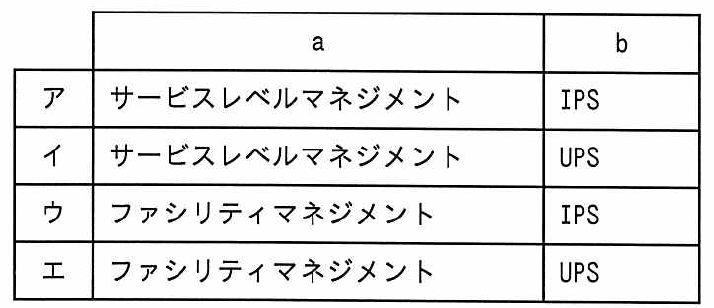 a b
ア サービスレベルマネジメント IPS
イ サービスレベルマネジメント UPS
ウ ファシリティマネジメント IPS
エ ファシリティマネジメント UPS